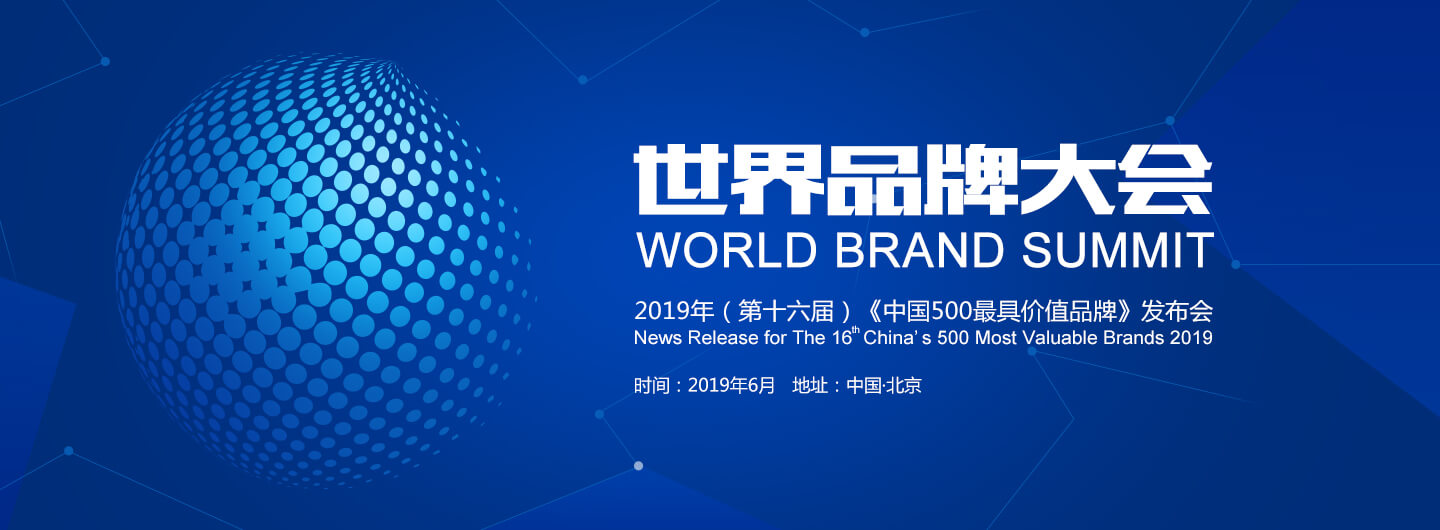 世界品牌大会
WORLD BRAND SUMMIT
2019年（第十六届）《中国500最具价值品牌》发布会
News Release for The 16th China's 500 Most Valuable Brands 2019
时间：2019年6月 地址：中国·北京